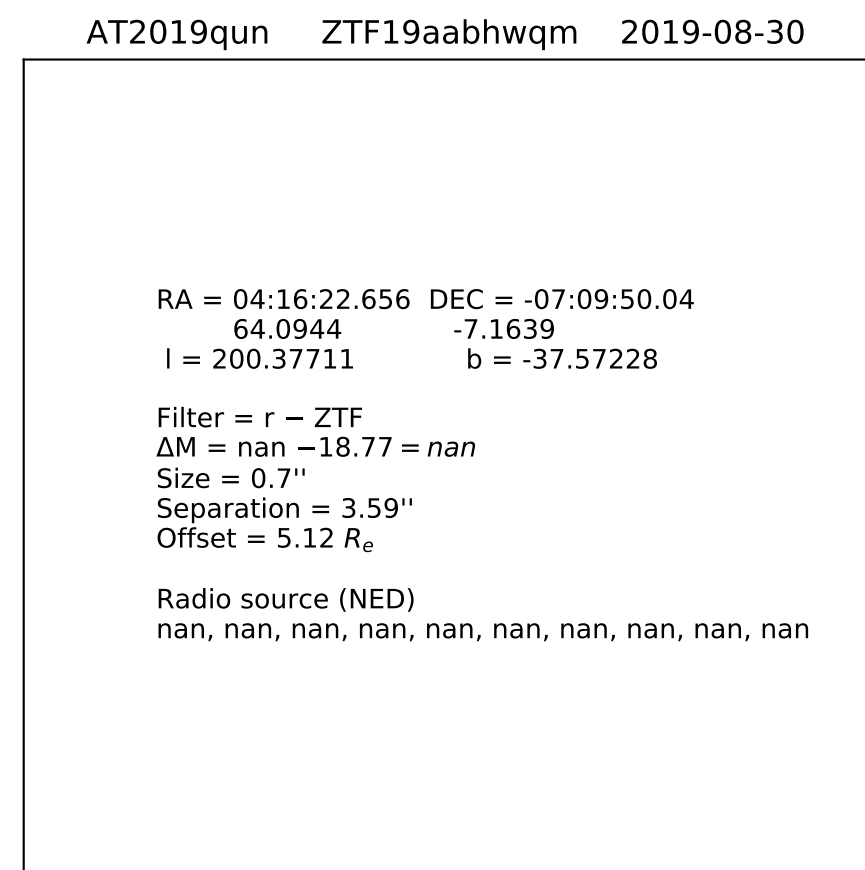 AT2019qun ZTF19aabhwqm 2019-08-30
RA = 04:16:22.656 DEC = -07:09:50.04
64.0944 -7.1639
l = 200.37711 b = -37.57228
Filter = r − ZTF
ΔM = nan −18.77 = nan
Size = 0.7''
Separation = 3.59''
Offset = 5.12 Re
Radio source (NED)
nan, nan, nan, nan, nan, nan, nan, nan, nan, nan